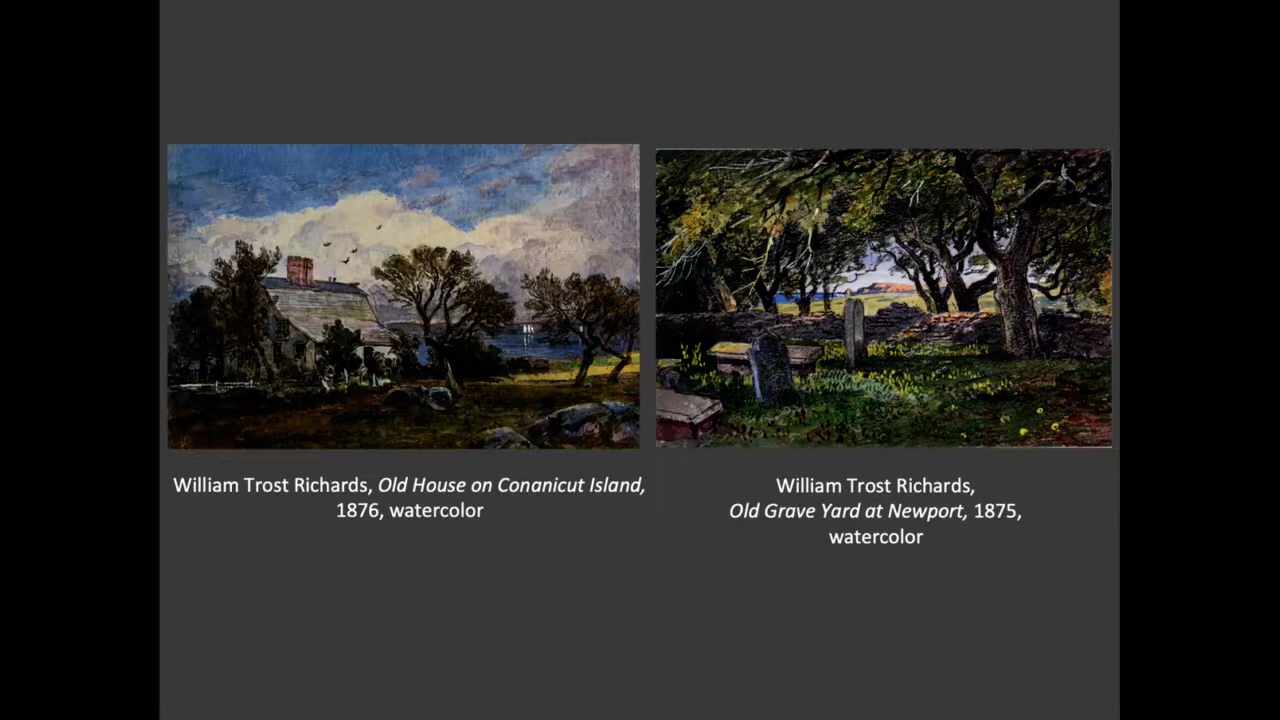 William Trost Richards, Old House on Conanicut Island,
1876, watercolor
William Trost Richards,
Old Grave Yard at Newport, 1875,
watercolor